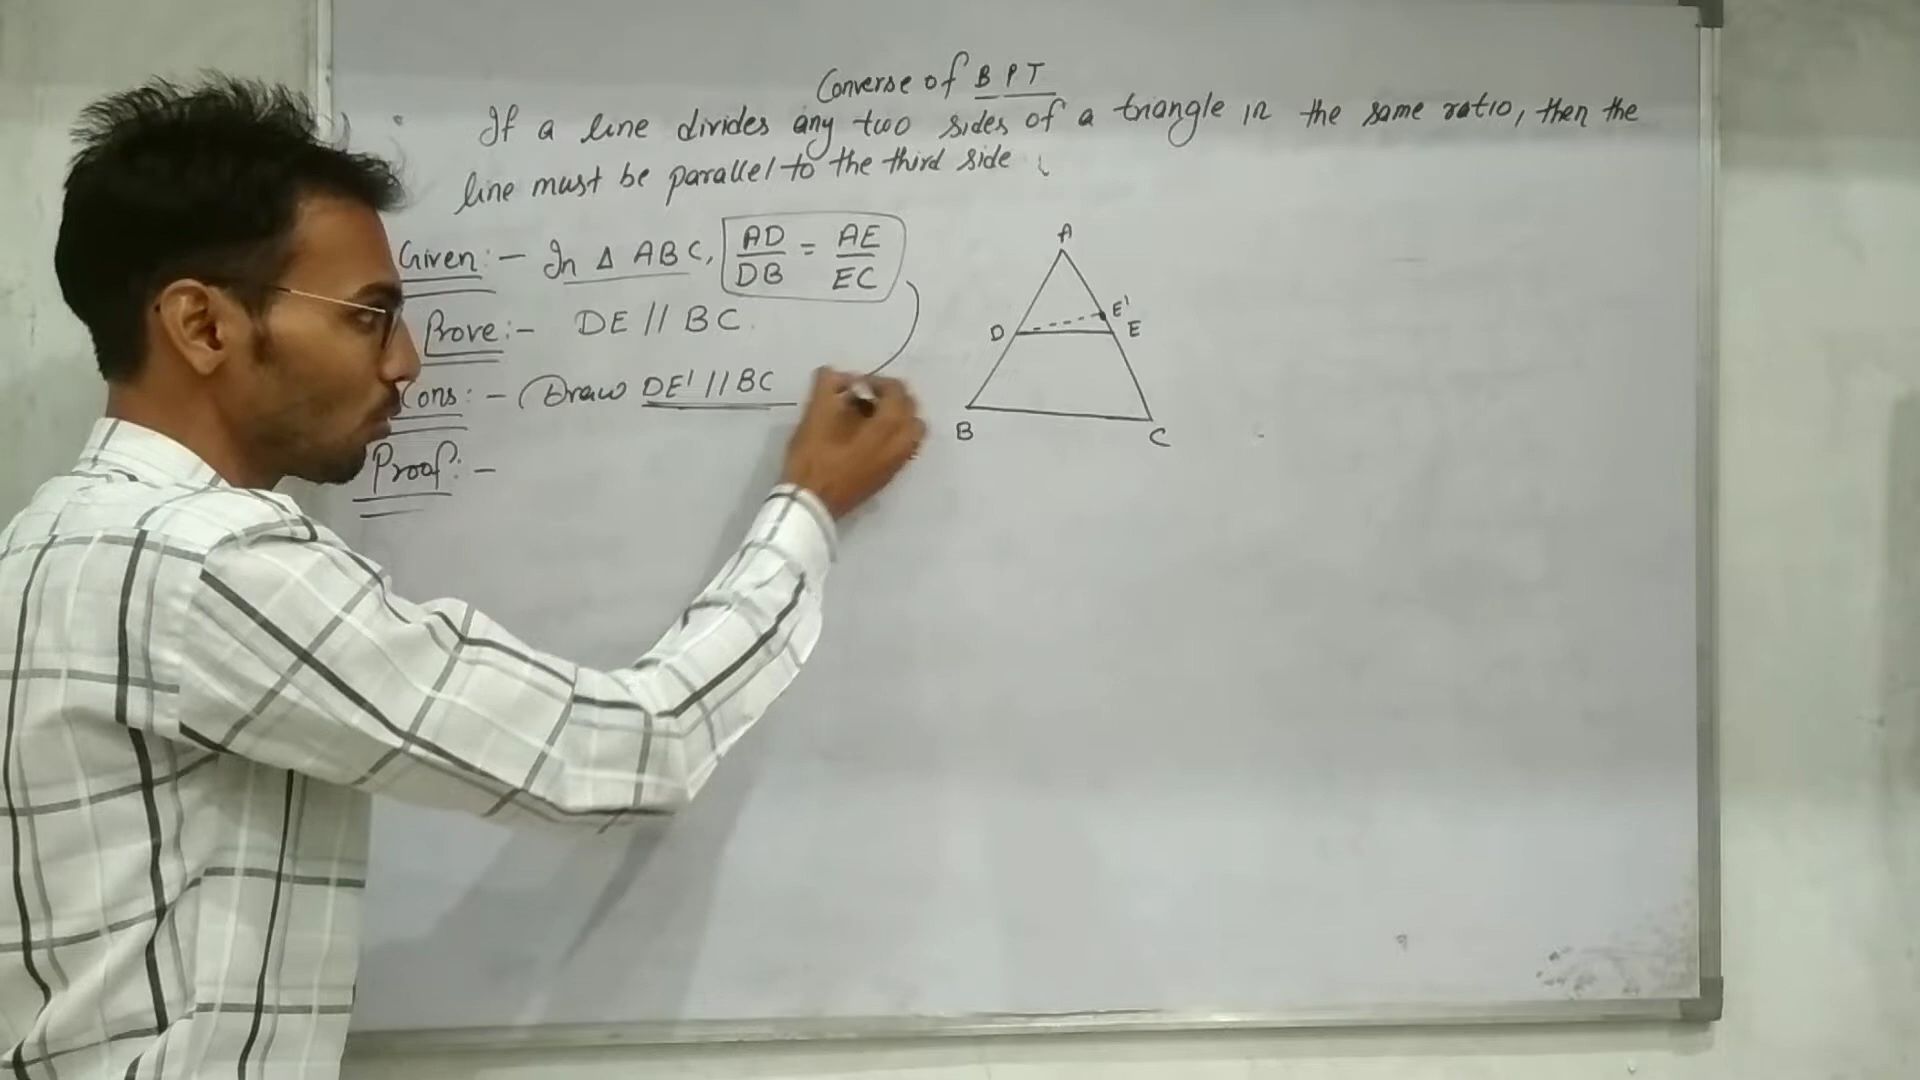 Converse of BPT
If a line divides any two sides of a triangle in the same ratio, then the
line must be parallel to the third side
Given :- In Δ ABC, AD/DB = AE/EC
Prove :- DE // BC.
Cons : - Draw DE' // BC
Proof : -
A
E'
D E
B C